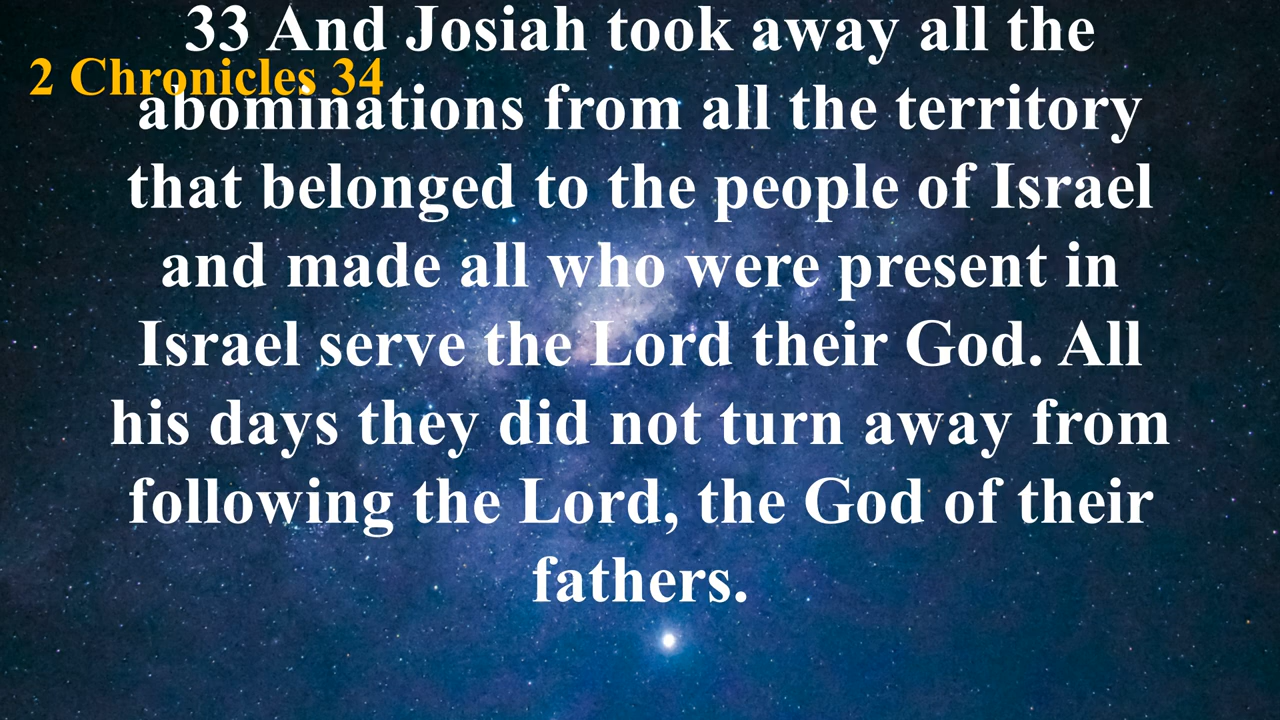 33 And Josiah took away all the
2 Chronicles 34
abominations from all the territory
that belonged to the people of Israel
and made all who were present in
Israel serve the Lord their God. All
his days they did not turn away from
following the Lord, the God of their
fathers.